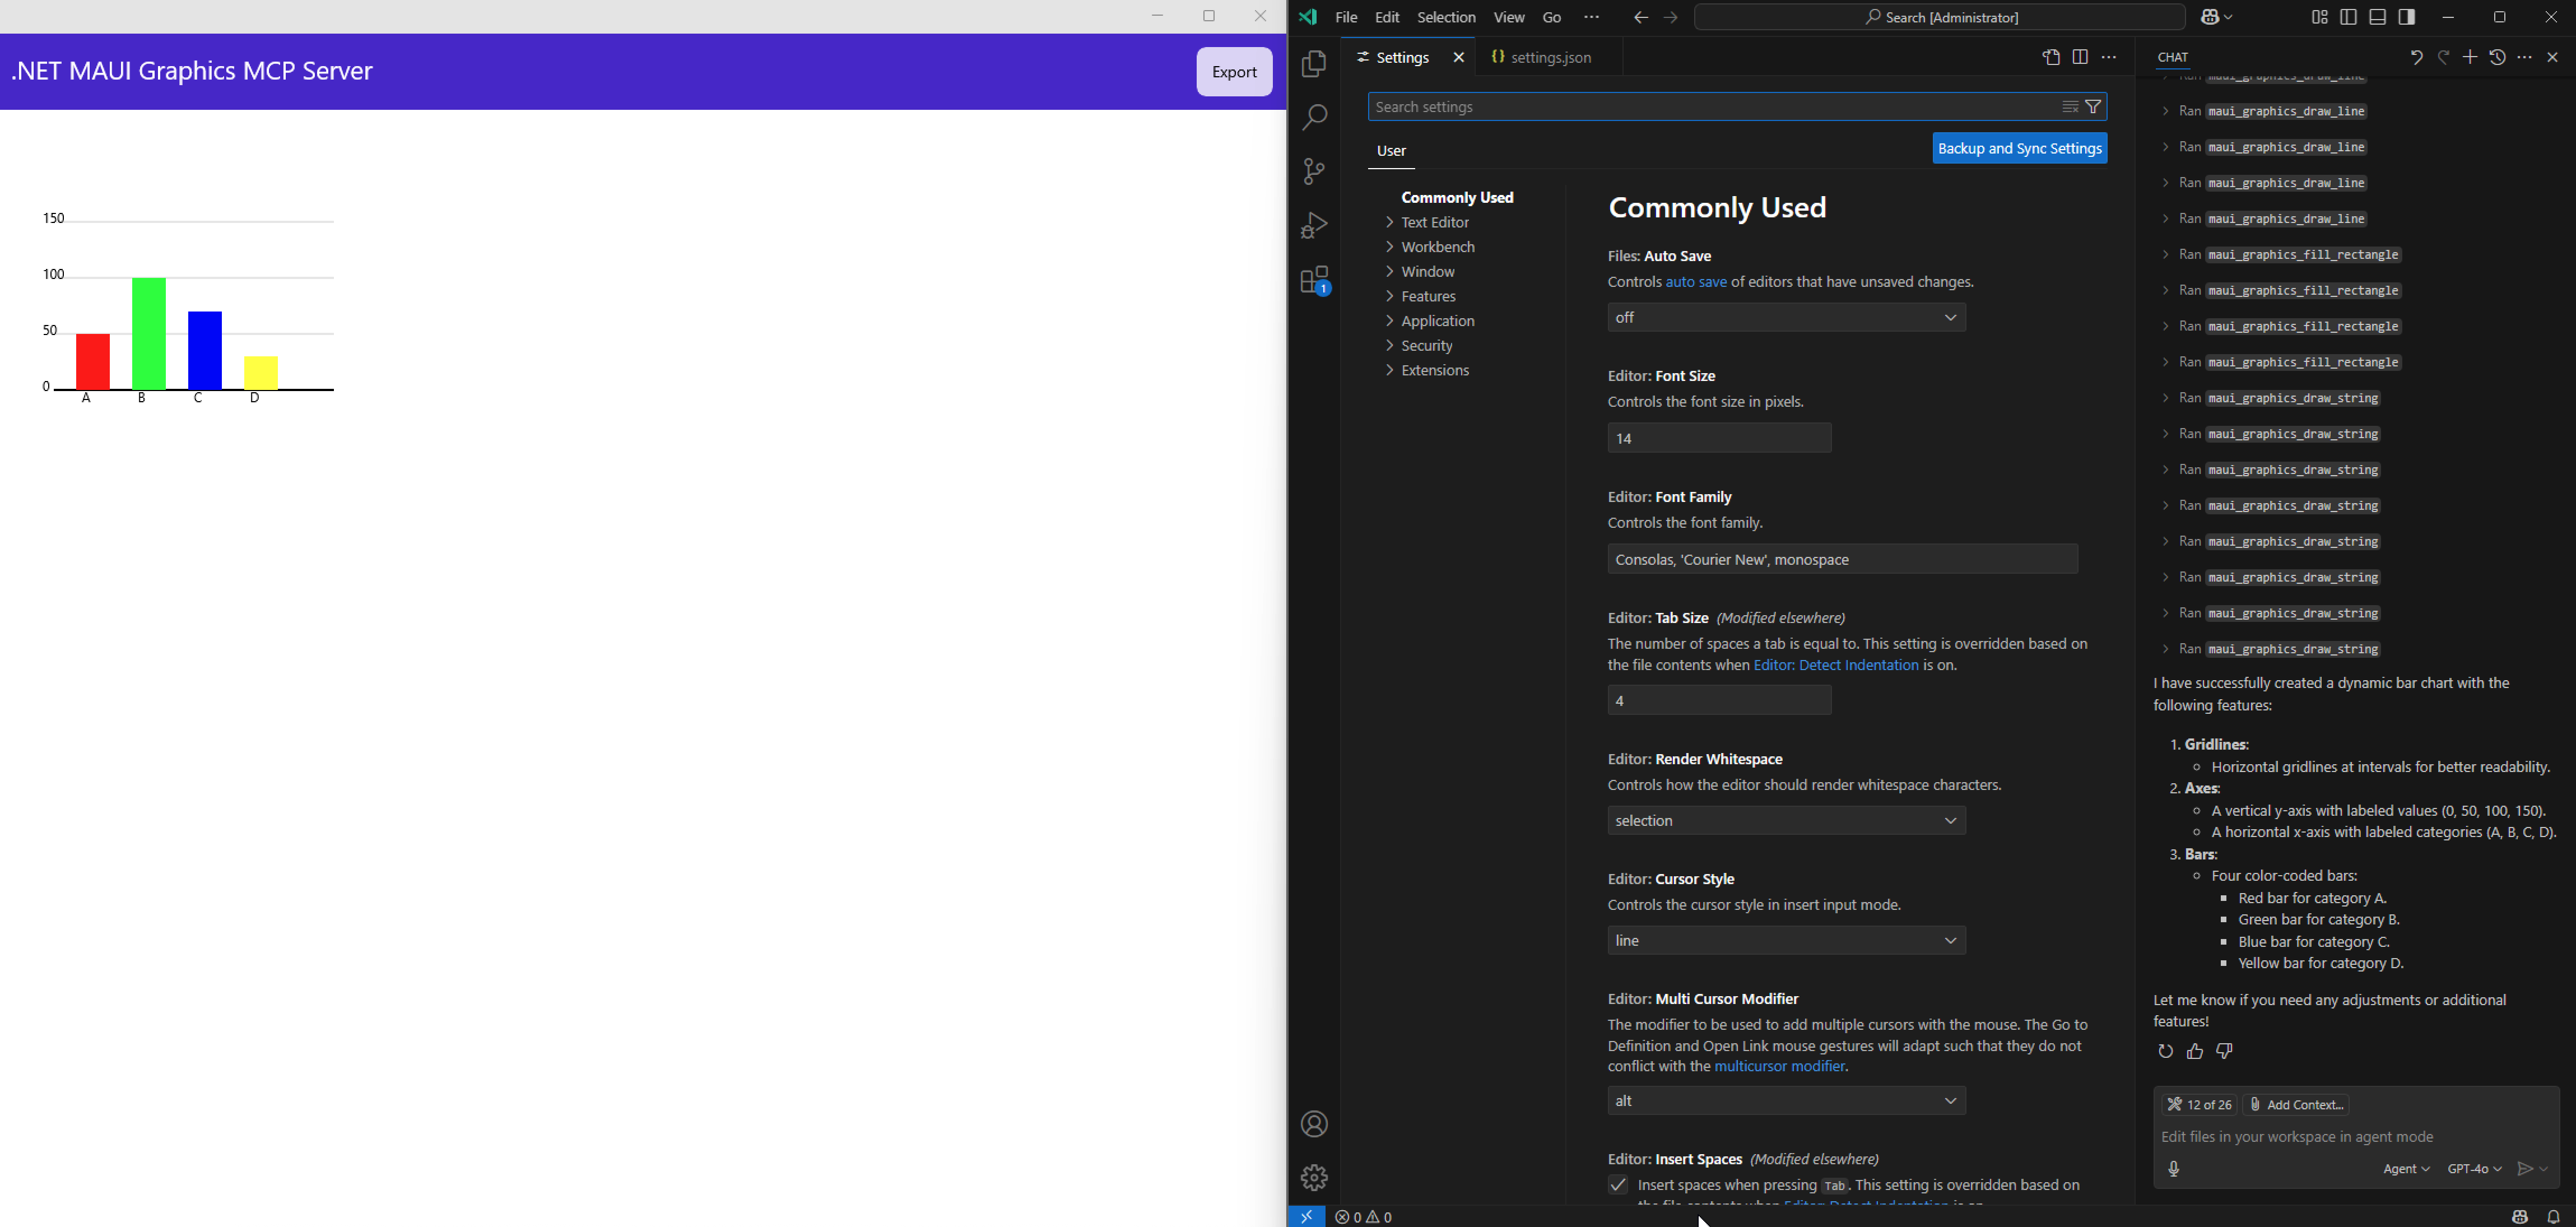 .NET MAUI Graphics MCP Server
Export
150
100
50
0
A B C D
File Edit Selection View Go
Search [Administrator]
Settings
{} settings.json
Search settings
User
Backup and Sync Settings
Commonly Used
Text Editor
Workbench
Window
Features
Application
Security
Extensions
1
Commonly Used
Files: Auto Save
Controls auto save of editors that have unsaved changes.
off
Editor: Font Size
Controls the font size in pixels.
14
Editor: Font Family
Controls the font family.
Consolas, 'Courier New', monospace
Editor: Tab Size (Modified elsewhere)
The number of spaces a tab is equal to. This setting is overridden based on
the file contents when Editor: Detect Indentation is on.
4
Editor: Render Whitespace
Controls how the editor should render whitespace characters.
selection
Editor: Cursor Style
Controls the cursor style in insert input mode.
line
Editor: Multi Cursor Modifier
The modifier to be used to add multiple cursors with the mouse. The Go to
Definition and Open Link mouse gestures will adapt such that they do not
conflict with the multicursor modifier.
alt
Editor: Insert Spaces (Modified elsewhere)
Insert spaces when pressing Tab. This setting is overridden based on
the file contents when Editor: Detect Indentation is on.
0 0
CHAT
Ran maui_graphics_draw_line
Ran maui_graphics_draw_line
Ran maui_graphics_draw_line
Ran maui_graphics_draw_line
Ran maui_graphics_draw_line
Ran maui_graphics_fill_rectangle
Ran maui_graphics_fill_rectangle
Ran maui_graphics_fill_rectangle
Ran maui_graphics_fill_rectangle
Ran maui_graphics_draw_string
Ran maui_graphics_draw_string
Ran maui_graphics_draw_string
Ran maui_graphics_draw_string
Ran maui_graphics_draw_string
Ran maui_graphics_draw_string
Ran maui_graphics_draw_string
Ran maui_graphics_draw_string
I have successfully created a dynamic bar chart with the
following features:
1. Gridlines:
Horizontal gridlines at intervals for better readability.
2. Axes:
A vertical y-axis with labeled values (0, 50, 100, 150).
A horizontal x-axis with labeled categories (A, B, C, D).
3. Bars:
Four color-coded bars:
Red bar for category A.
Green bar for category B.
Blue bar for category C.
Yellow bar for category D.
Let me know if you need any adjustments or additional
features!
12 of 26 Add Context...
Edit files in your workspace in agent mode
Agent GPT-4o